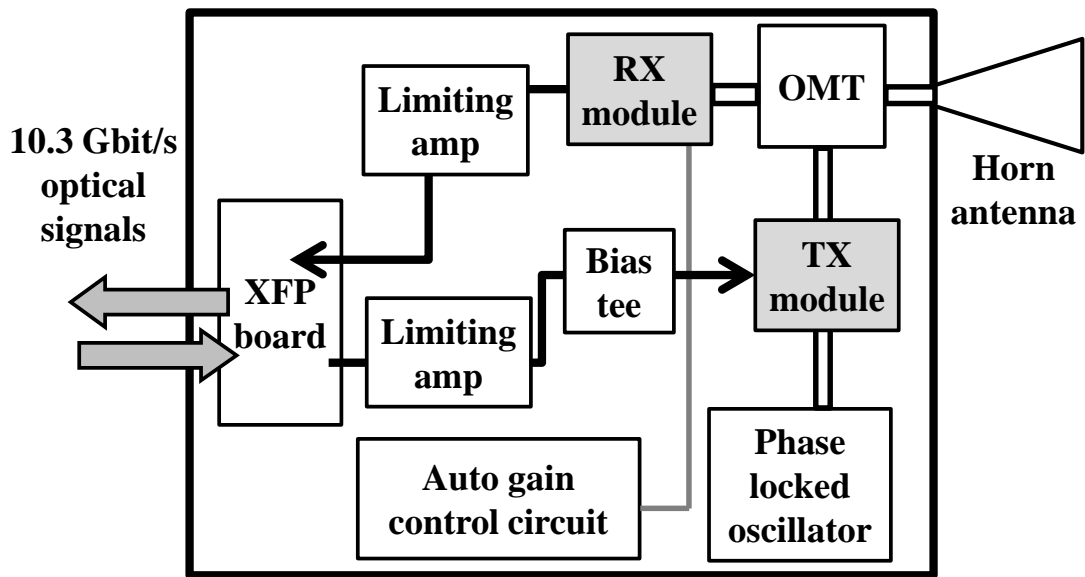 10.3 Gbit/s
optical
signals
Limiting
amp
RX
module
OMT
Horn
antenna
XFP
board
Limiting
amp
Bias
tee
TX
module
Auto gain
control circuit
Phase
locked
oscillator